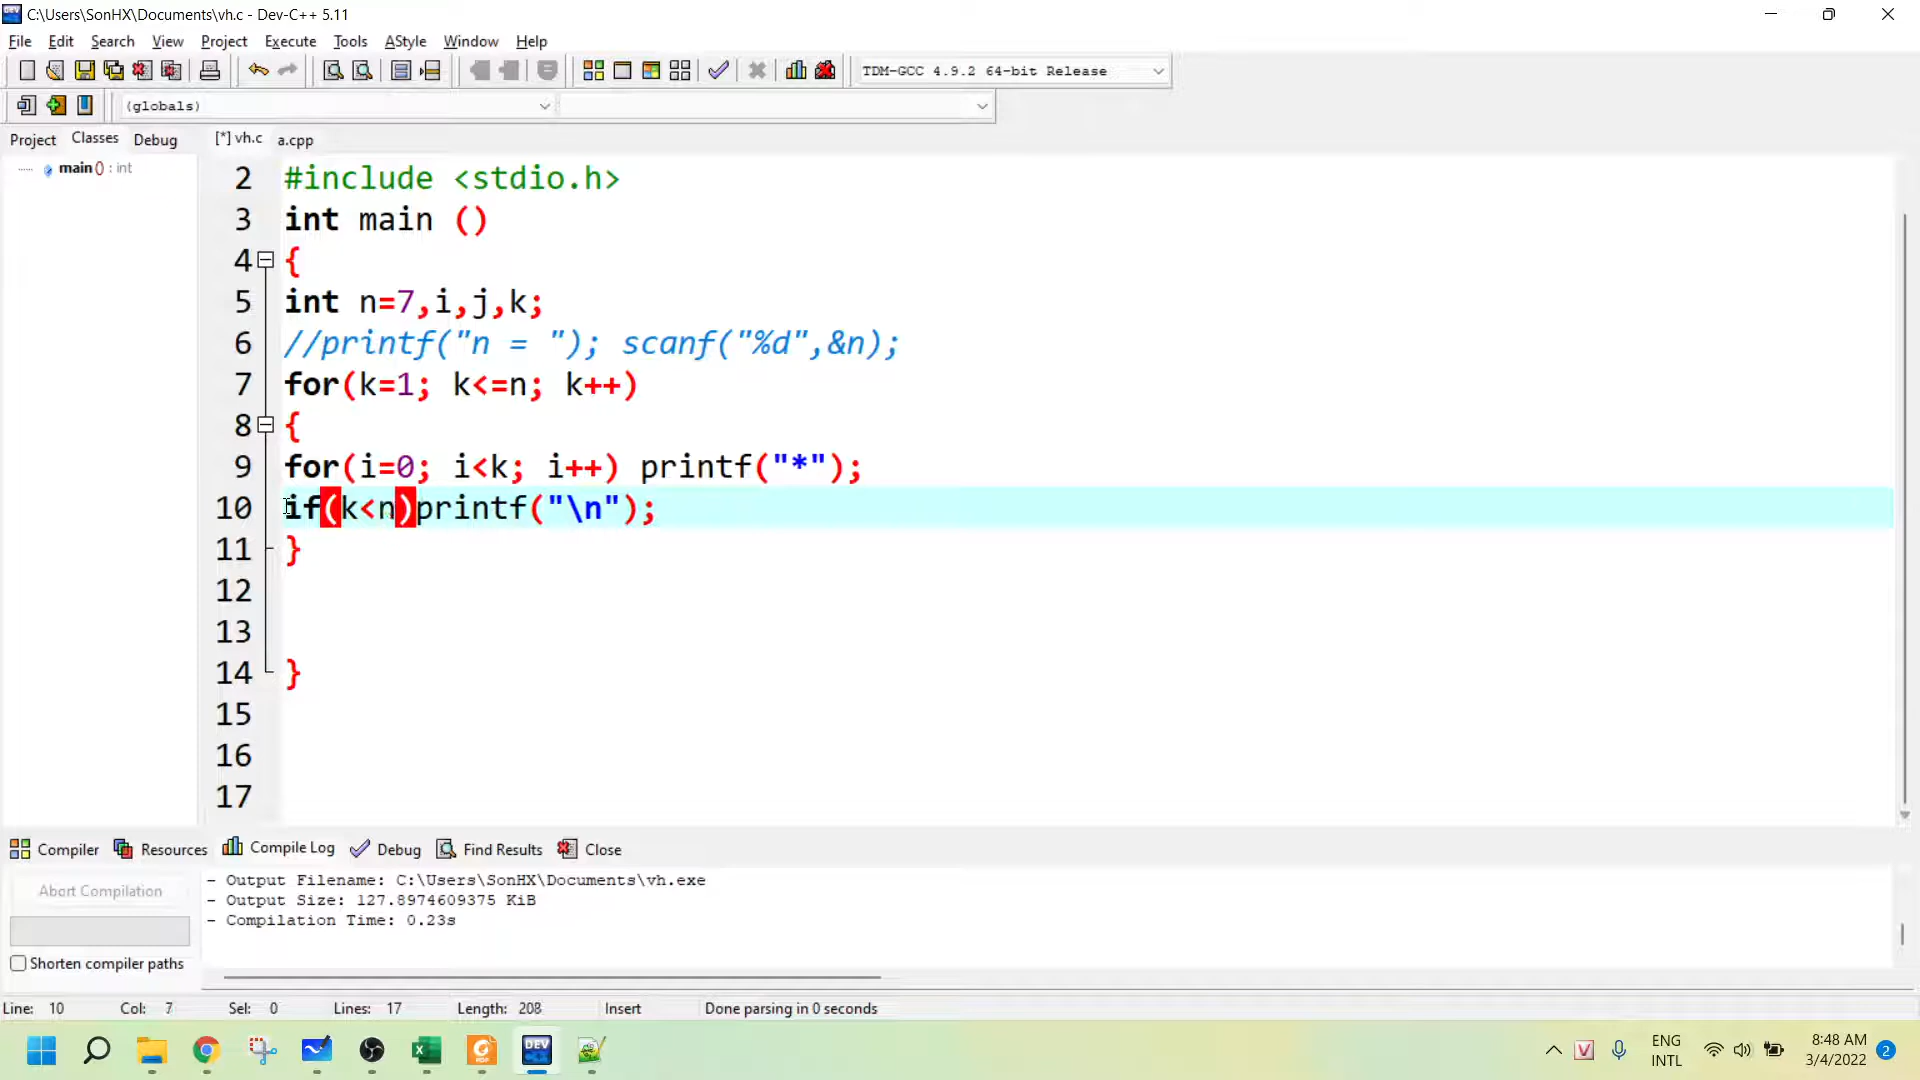 C:\Users\SonHX\Documents\vh.c - Dev-C++ 5.11
File Edit Search View Project Execute Tools AStyle Window Help
TDM-GCC 4.9.2 64-bit Release
(globals)
Project Classes Debug [*] vh.c a.cpp
main () : int
2 #include <stdio.h>
3 int main ()
4 {
5 int n=7,i,j,k;
6 //printf("n = "); scanf("%d",&n);
7 for(k=1; k<=n; k++)
8 {
9 for(i=0; i<k; i++) printf("*");
10 if(k<n)printf("\n");
11 }
12
13
14 }
15
16
17
Compiler Resources Compile Log Debug Find Results Close
Abort Compilation
Shorten compiler paths
- Output Filename: C:\Users\SonHX\Documents\vh.exe
- Output Size: 127.8974609375 KiB
- Compilation Time: 0.23s
Line: 10 Col: 7 Sel: 0 Lines: 17 Length: 208 Insert Done parsing in 0 seconds
DEV
V
ENG
INTL
8:48 AM
3/4/2022
2